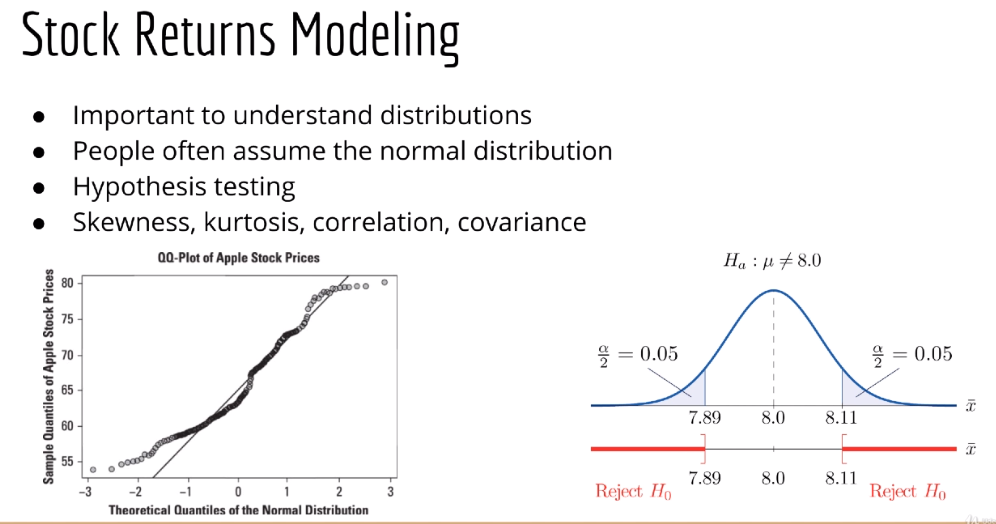 Stock Returns Modeling
● Important to understand distributions
● People often assume the normal distribution
● Hypothesis testing
● Skewness, kurtosis, correlation, covariance
QQ-Plot of Apple Stock Prices
Sample Quantiles of Apple Stock Prices
80
75
70
65
60
55
-3 -2 -1 0 1 2 3
Theoretical Quantiles of the Normal Distribution
Hₐ : μ ≠ 8.0
α/2 = 0.05 α/2 = 0.05
7.89 8.0 8.11 x̄
x̄
7.89 8.0 8.11
Reject H₀ Reject H₀